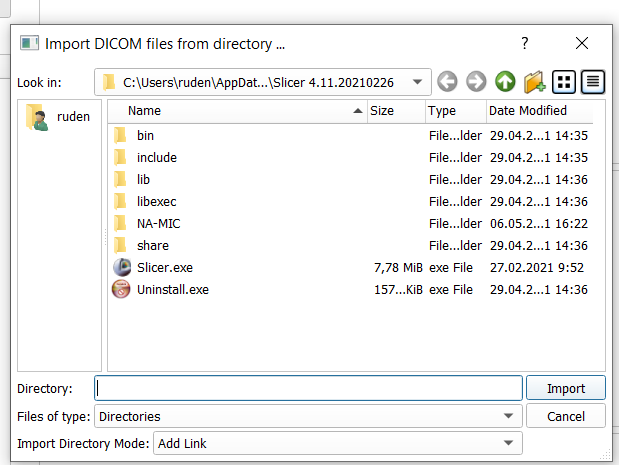 Import DICOM files from directory ...
?
Look in: C:\Users\ruden\AppDat...\Slicer 4.11.20210226
ruden
Name Size Type Date Modified
bin File...lder 29.04.2...1 14:35
include File...lder 29.04.2...1 14:35
lib File...lder 29.04.2...1 14:36
libexec File...lder 29.04.2...1 14:36
NA-MIC File...lder 06.05.2...1 16:22
share File...lder 29.04.2...1 14:36
Slicer.exe 7,78 MiB exe File 27.02.2021 9:52
Uninstall.exe 157...KiB exe File 29.04.2...1 14:36
Directory: Import
Files of type: Directories Cancel
Import Directory Mode: Add Link